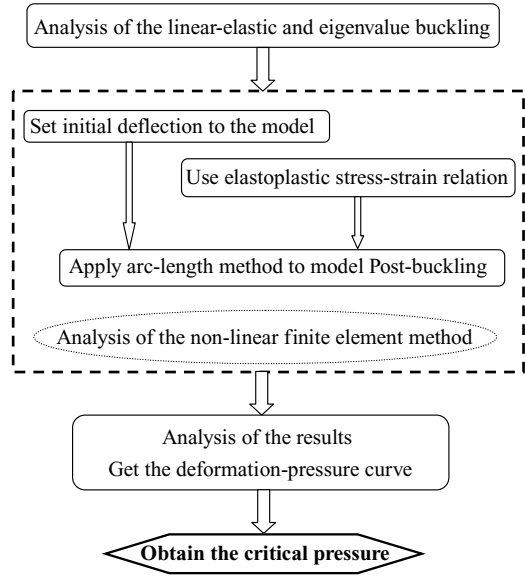 Analysis of the linear-elastic and eigenvalue buckling
Set initial deflection to the model
Use elastoplastic stress-strain relation
Apply arc-length method to model Post-buckling
Analysis of the non-linear finite element method
Analysis of the results
Get the deformation-pressure curve
Obtain the critical pressure